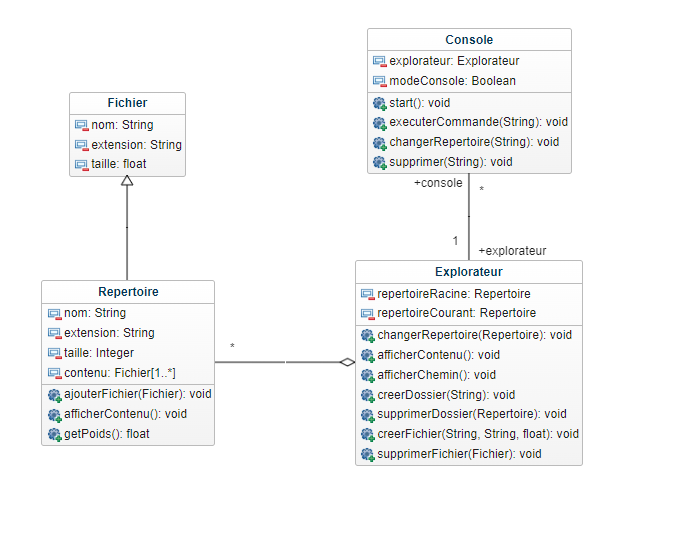 Console
explorateur: Explorateur
modeConsole: Boolean
start(): void
executerCommande(String): void
changerRepertoire(String): void
supprimer(String): void
Fichier
nom: String
extension: String
taille: float
+console
*
1
+explorateur
Repertoire
nom: String
extension: String
taille: Integer
contenu: Fichier[1..*]
ajouterFichier(Fichier): void
afficherContenu(): void
getPoids(): float
*
Explorateur
repertoireRacine: Repertoire
repertoireCourant: Repertoire
changerRepertoire(Repertoire): void
afficherContenu(): void
afficherChemin(): void
creerDossier(String): void
supprimerDossier(Repertoire): void
creerFichier(String, String, float): void
supprimerFichier(Fichier): void